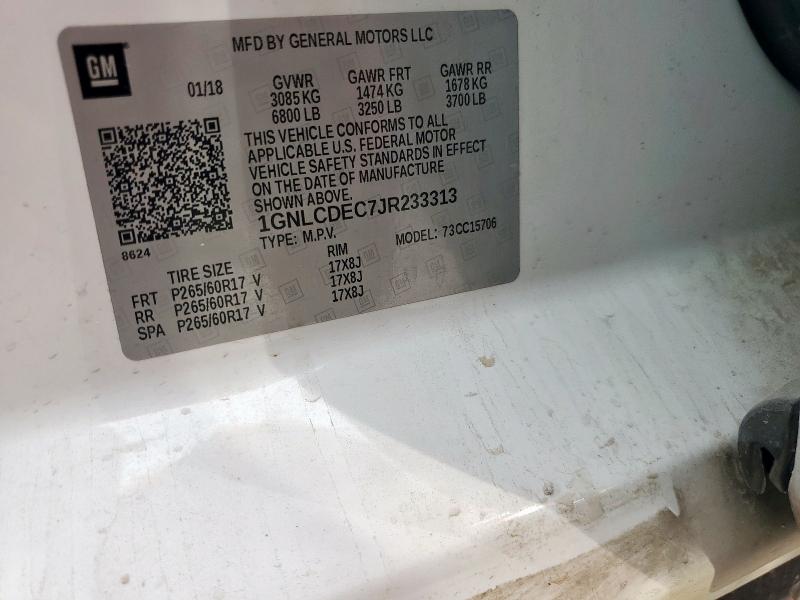 GM
MFD BY GENERAL MOTORS LLC
01/18
GVWR GAWR FRT GAWR RR
3085 KG 1474 KG 1678 KG
6800 LB 3250 LB 3700 LB
THIS VEHICLE CONFORMS TO ALL
APPLICABLE U.S. FEDERAL MOTOR
VEHICLE SAFETY STANDARDS IN EFFECT
ON THE DATE OF MANUFACTURE
SHOWN ABOVE.
1GNLCDEC7JR233313
8624
TYPE: M.P.V. MODEL: 73CC15706
TIRE SIZE RIM
FRT P265/60R17 V 17X8J
RR P265/60R17 V 17X8J
SPA P265/60R17 V 17X8J